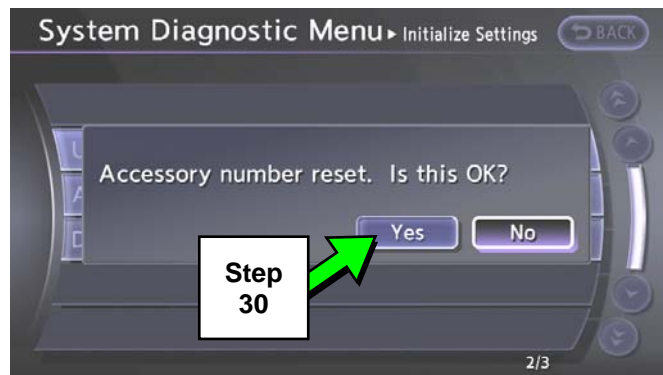 System Diagnostic Menu ▸ Initialize Settings BACK
U
A
D
Accessory number reset. Is this OK?
Yes No
Step
30
2/3